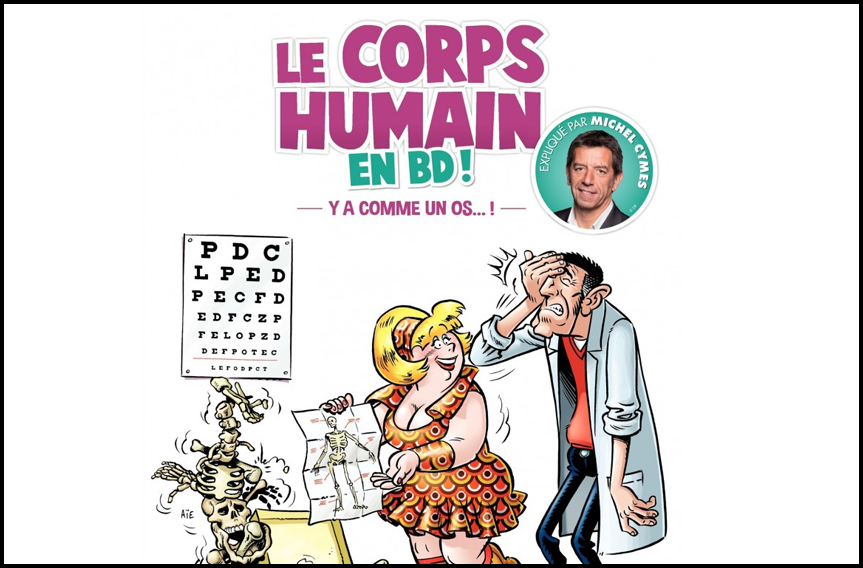 LE CORPS
HUMAIN
EN BD !
Y A COMME UN OS... !
EXPLIQUÉ PAR MICHEL CYMES
P D C
L P E D
P E C F D
E D F C Z P
F E L O P Z D
D E F P O T E C
L E F O D P C T
AÏE